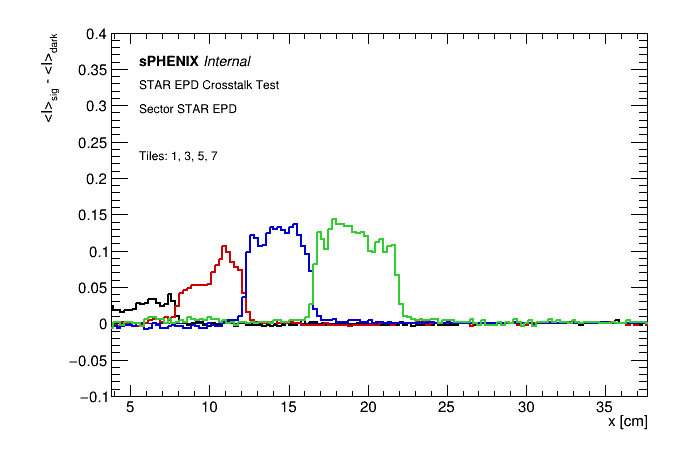 <I>sig - <I>dark
0.4
0.35
0.3
0.25
0.2
0.15
0.1
0.05
0
−0.05
−0.1
sPHENIX Internal
STAR EPD Crosstalk Test
Sector STAR EPD
Tiles: 1, 3, 5, 7
5 10 15 20 25 30 35
x [cm]